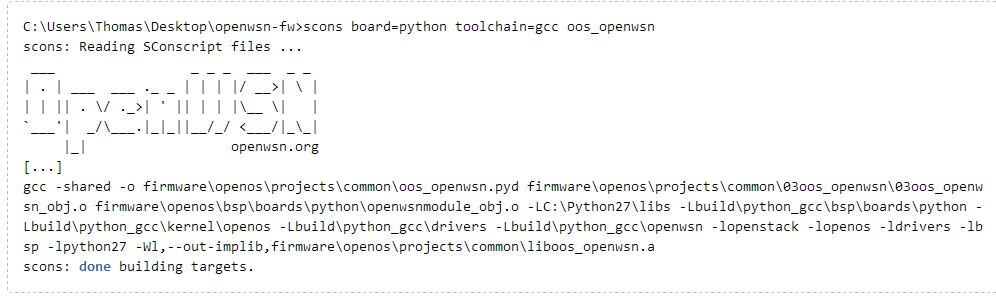 C:\Users\Thomas\Desktop\openwsn-fw>scons board=python toolchain=gcc oos_openwsn
scons: Reading SConscript files ...
 ___                 _ _ _  ___  _ _
| . | ___  ___ ._ _ | | | |/ __>| \ |
| | || . \/ ._>| ' || | | |\__ \|   |
`___'|  _/\___.|_|_||__/_/ <___/|_\_|
     |_|                  openwsn.org
[...]
gcc -shared -o firmware\openos\projects\common\oos_openwsn.pyd firmware\openos\projects\common\03oos_openwsn\03oos_openw
sn_obj.o firmware\openos\bsp\boards\python\openwsnmodule_obj.o -LC:\Python27\libs -Lbuild\python_gcc\bsp\boards\python -
Lbuild\python_gcc\kernel\openos -Lbuild\python_gcc\drivers -Lbuild\python_gcc\openwsn -lopenstack -lopenos -ldrivers -lb
sp -lpython27 -Wl,--out-implib,firmware\openos\projects\common\liboos_openwsn.a
scons: done building targets.